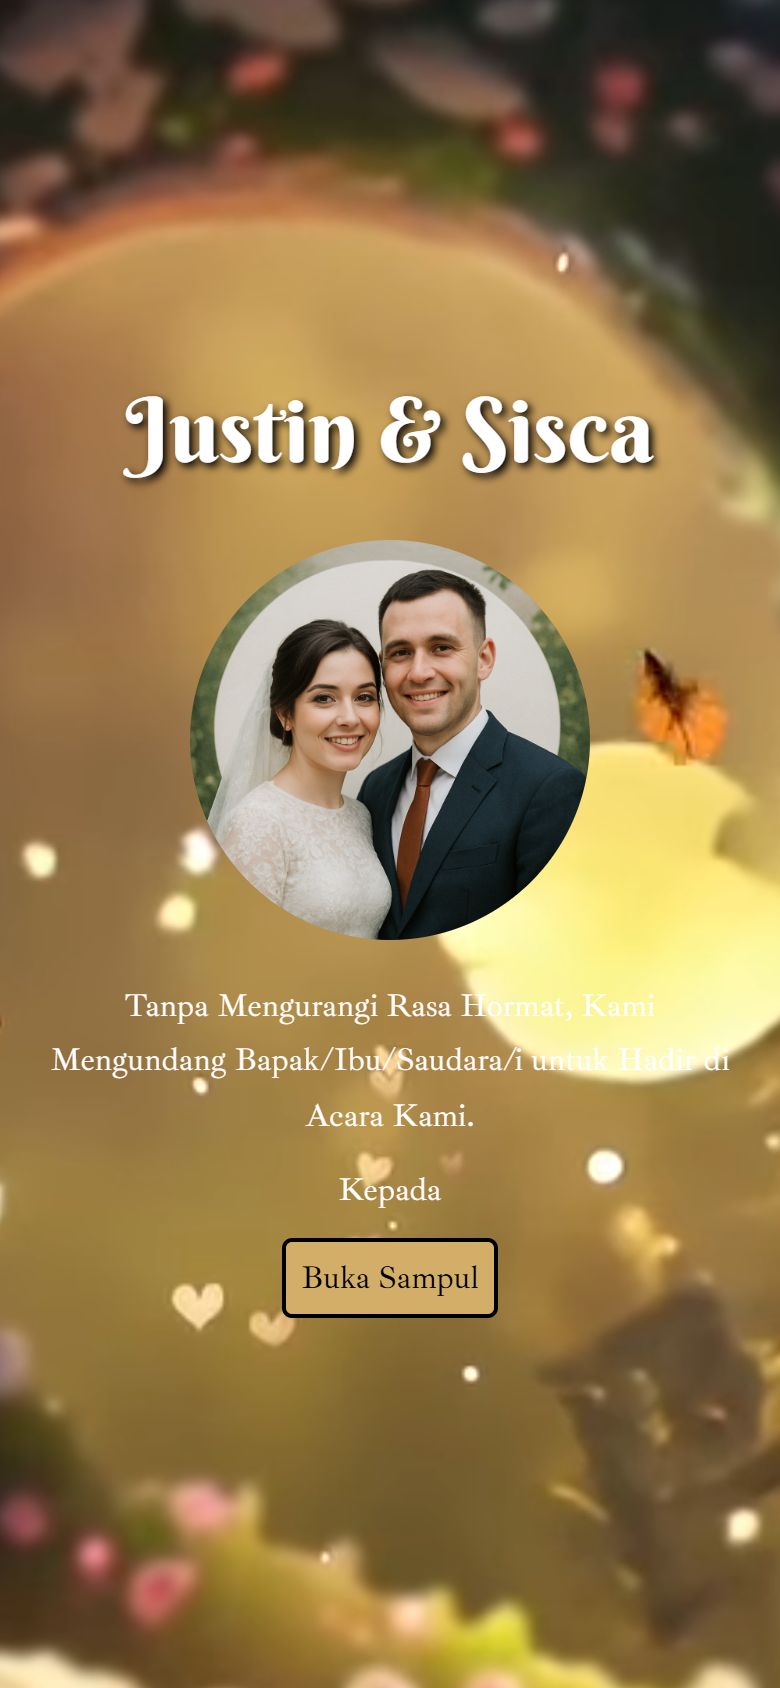 Justin & Sisca
Tanpa Mengurangi Rasa Hormat, Kami
Mengundang Bapak/Ibu/Saudara/i untuk Hadir di
Acara Kami.
Kepada
Buka Sampul